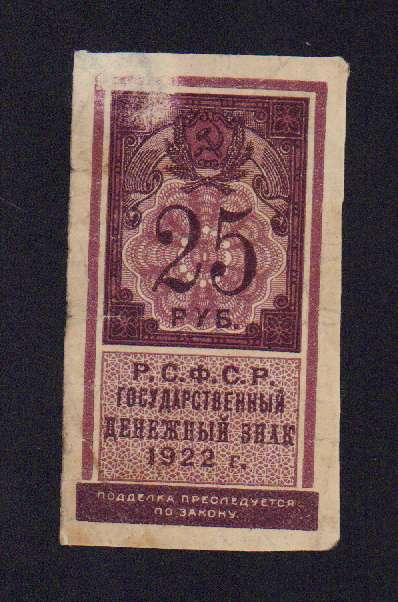 25
РУБ.
Р.С.Ф.С.Р.
ГОСУДАРСТВЕННЫЙ
ДЕНЕЖНЫЙ ЗНАК
1922 г.
ПОДДЕЛКА ПРЕСЛЕДУЕТСЯ
ПО ЗАКОНУ.